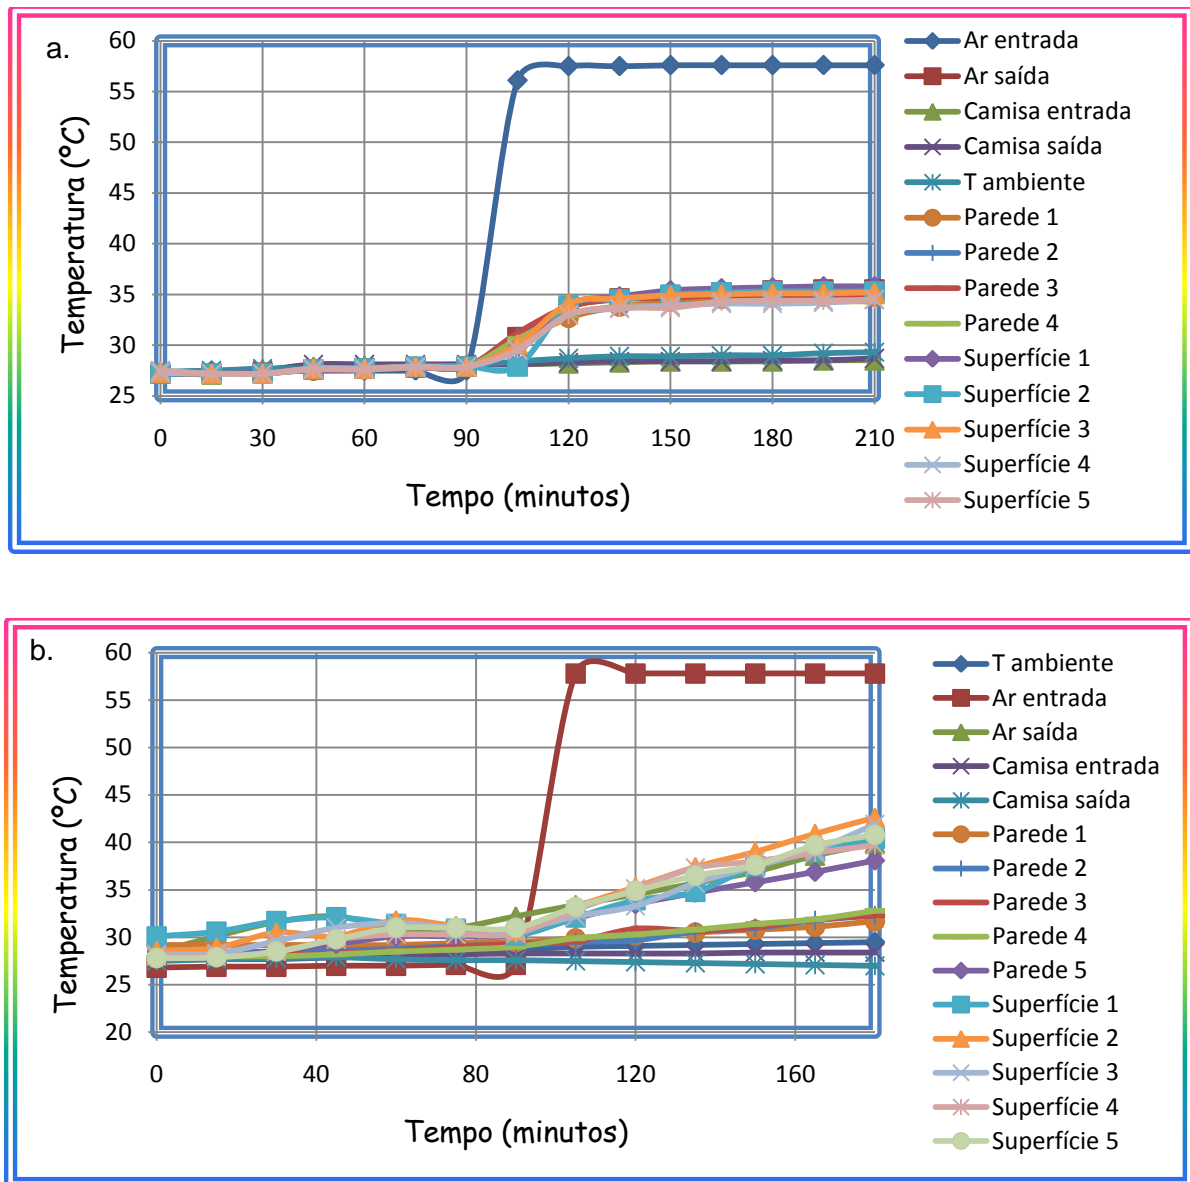 a.
Temperatura (°C)
60
55
50
45
40
35
30
25
0 30 60 90 120 150 180 210
Tempo (minutos)
Ar entrada
Ar saída
Camisa entrada
Camisa saída
T ambiente
Parede 1
Parede 2
Parede 3
Parede 4
Superfície 1
Superfície 2
Superfície 3
Superfície 4
Superfície 5
b.
Temperatura (°C)
60
55
50
45
40
35
30
25
20
0 40 80 120 160
Tempo (minutos)
T ambiente
Ar entrada
Ar saída
Camisa entrada
Camisa saída
Parede 1
Parede 2
Parede 3
Parede 4
Parede 5
Superfície 1
Superfície 2
Superfície 3
Superfície 4
Superfície 5